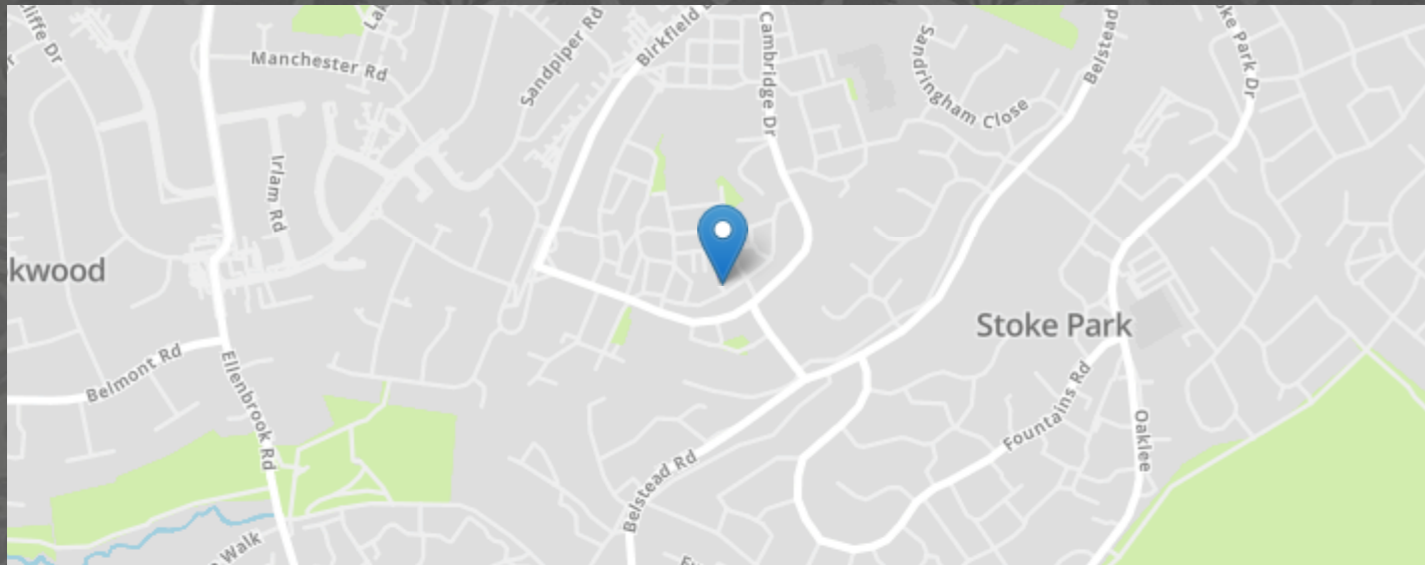 Manchester Rd
Sandpiper Rd
Birkfield
Cambridge Dr
Sandringham Close
Belstead
ke Park Dr
Irlam Rd
kwood
Stoke Park
Belmont Rd
Ellenbrook Rd
Fountains Rd
Oaklee
Belstead Rd
Walk